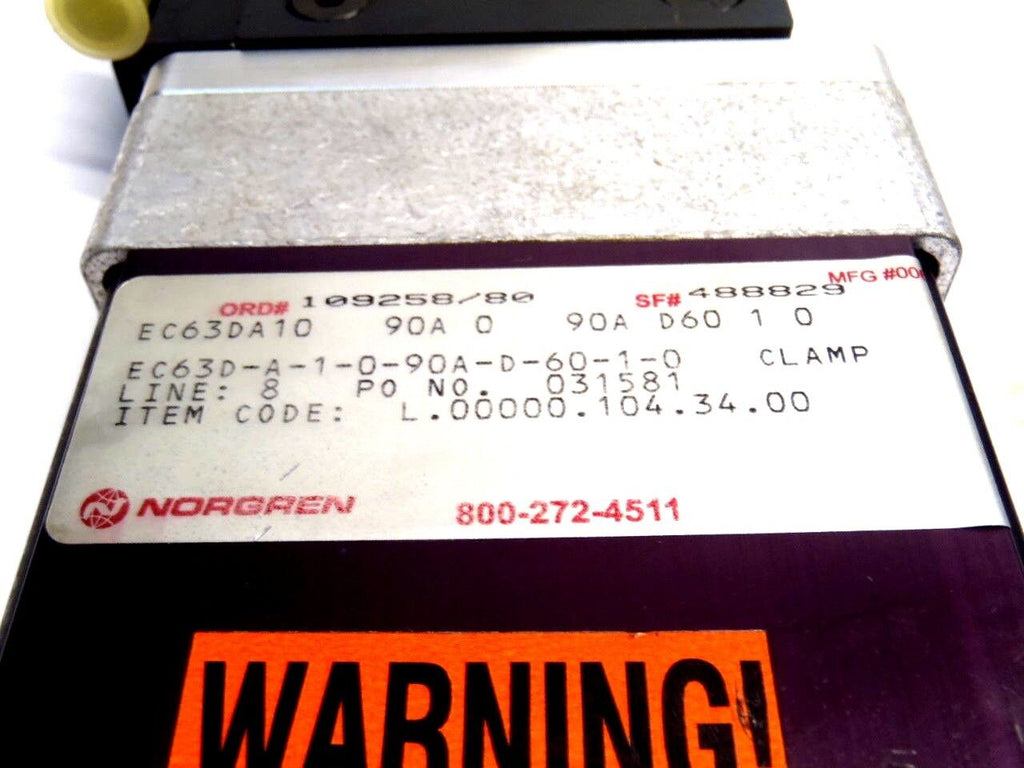 ORD# 109258/80 SF# 488829 MFG #00
EC63DA10 90A 0 90A D60 1 0
EC63D-A-1-0-90A-D-60-1-0 CLAMP
LINE: 8 PO NO. 031581
ITEM CODE: L.00000.104.34.00
NORGREN 800-272-4511
WARNING!